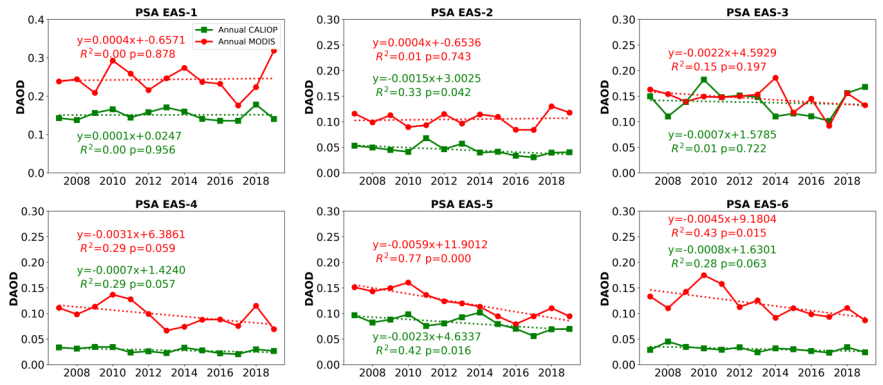 PSA EAS-1
DAOD
0.4
0.3
0.2
0.1
0.0
y=0.0004x+-0.6571
R²=0.00 p=0.878
Annual CALIOP
Annual MODIS
y=0.0001x+0.0247
R²=0.00 p=0.956
2008 2010 2012 2014 2016 2018
PSA EAS-2
DAOD
0.30
0.25
0.20
0.15
0.10
0.05
0.00
y=0.0004x+-0.6536
R²=0.01 p=0.743
y=-0.0015x+3.0025
R²=0.33 p=0.042
2008 2010 2012 2014 2016 2018
PSA EAS-3
DAOD
0.30
0.25
0.20
0.15
0.10
0.05
0.00
y=-0.0022x+4.5929
R²=0.15 p=0.197
y=-0.0007x+1.5785
R²=0.01 p=0.722
2008 2010 2012 2014 2016 2018
PSA EAS-4
DAOD
0.30
0.25
0.20
0.15
0.10
0.05
0.00
y=-0.0031x+6.3861
R²=0.29 p=0.059
y=-0.0007x+1.4240
R²=0.29 p=0.057
2008 2010 2012 2014 2016 2018
PSA EAS-5
DAOD
0.30
0.25
0.20
0.15
0.10
0.05
0.00
y=-0.0059x+11.9012
R²=0.77 p=0.000
y=-0.0023x+4.6337
R²=0.42 p=0.016
2008 2010 2012 2014 2016 2018
PSA EAS-6
DAOD
0.30
0.25
0.20
0.15
0.10
0.05
0.00
y=-0.0045x+9.1804
R²=0.43 p=0.015
y=-0.0008x+1.6301
R²=0.28 p=0.063
2008 2010 2012 2014 2016 2018